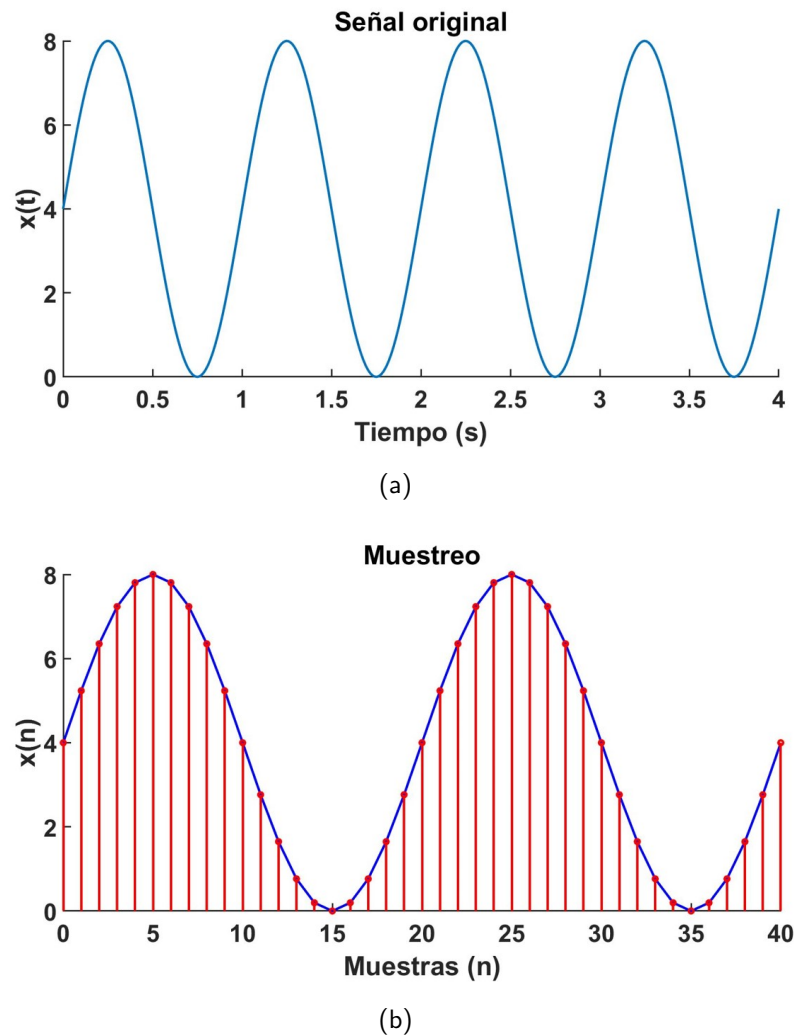 Señal original
8
6
4
2
0
x(t)
0 0.5 1 1.5 2 2.5 3 3.5 4
Tiempo (s)
(a)
Muestreo
8
6
4
2
0
x(n)
0 5 10 15 20 25 30 35 40
Muestras (n)
(b)